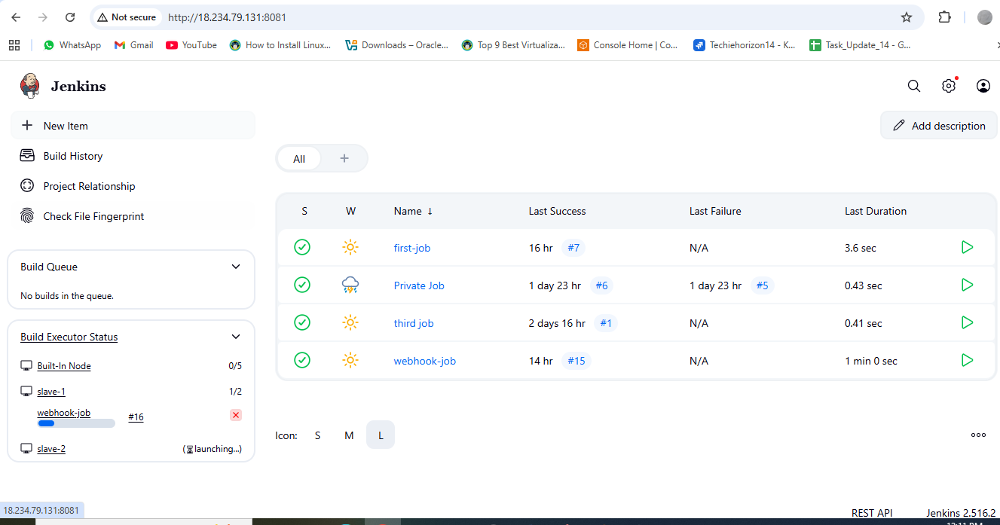 Not secure http://18.234.79.131:8081
WhatsApp Gmail YouTube How to Install Linux... Downloads – Oracle... Top 9 Best Virtualiza... Console Home | Co... Techiehorizon14 - K... Task_Update_14 - G...
Jenkins
New Item
Build History
Project Relationship
Check File Fingerprint
Build Queue
No builds in the queue.
Build Executor Status
Built-In Node 0/5
slave-1 1/2
webhook-job #16
slave-2 (launching...)
Add description
All +
S W Name ↓ Last Success Last Failure Last Duration
first-job 16 hr #7 N/A 3.6 sec
Private Job 1 day 23 hr #6 1 day 23 hr #5 0.43 sec
third job 2 days 16 hr #1 N/A 0.41 sec
webhook-job 14 hr #15 N/A 1 min 0 sec
Icon: S M L
18.234.79.131:8081
REST API Jenkins 2.516.2